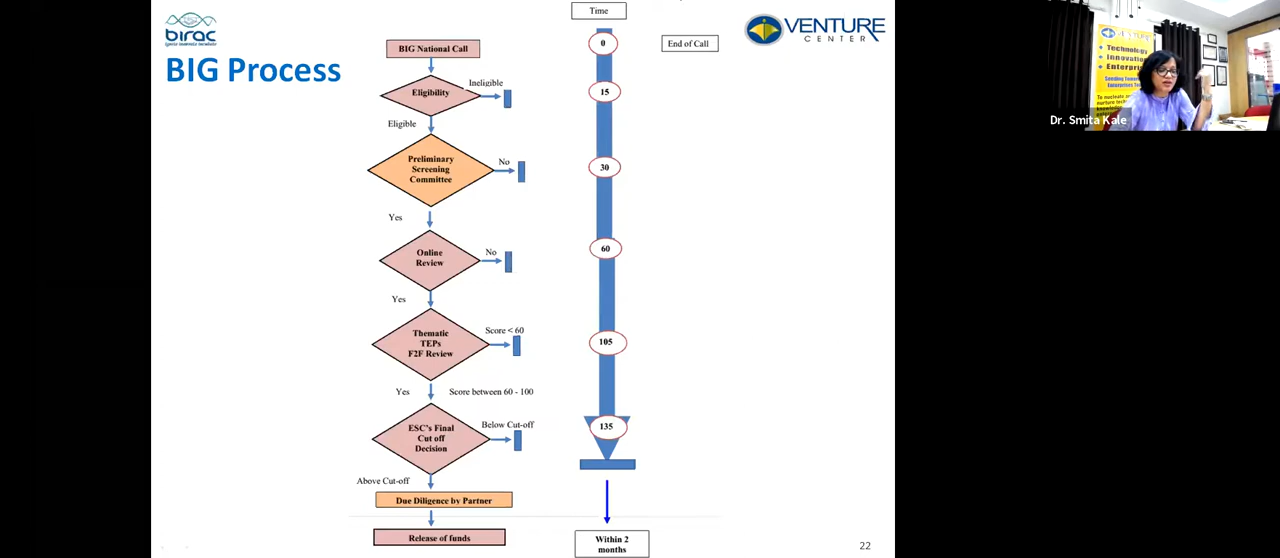 birac
BIG Process
Time
VENTURE
CENTER
BIG National Call
0
End of Call
Eligibility
Ineligible
15
Eligible
Preliminary
Screening
Committee
No
30
Yes
Online
Review
No
60
Yes
Thematic
TEPs
F2F Review
Score < 60
105
Yes
Score between 60 - 100
ESC's Final
Cut off
Decision
Below Cut-off
135
Above Cut-off
Due Diligence by Partner
Release of funds
Within 2
months
22
Technology
Innovation
Enterpris
Dr. Smita Kale